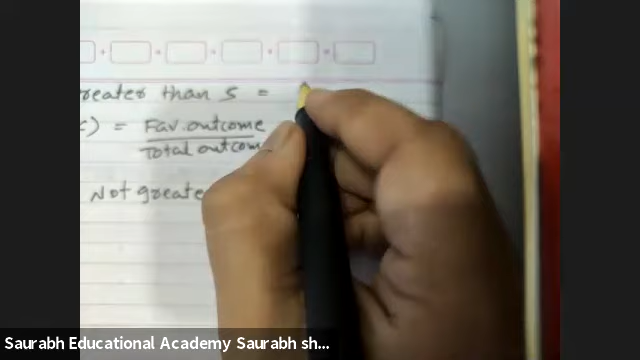 reater than 5 =
) = Fav. outcome
Total outcom
Not greate
Saurabh Educational Academy Saurabh sh...